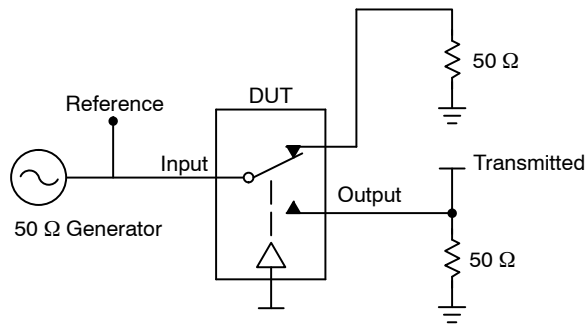 50 Ω
DUT
Reference
Input
Transmitted
Output
50 Ω Generator
50 Ω